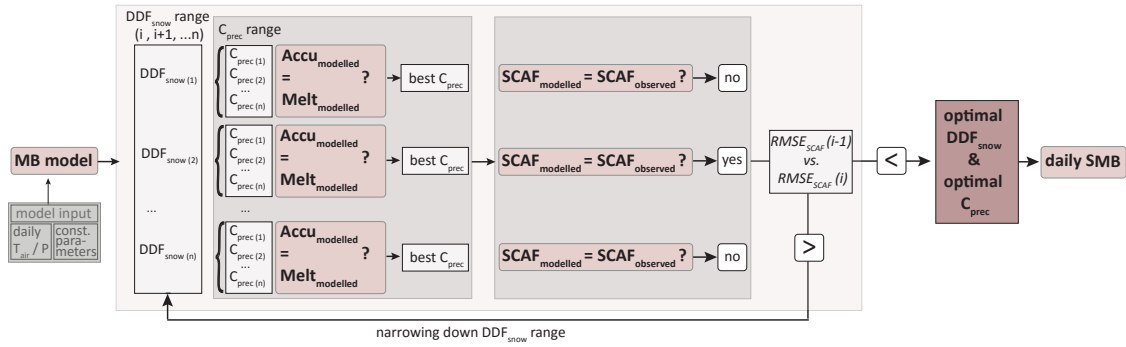 DDFsnow range
(i , i+1, ...n)
Cprec range
MB model
model input
daily
Tair / P
const.
para-
meters
DDFsnow (1)
DDFsnow (2)
...
DDFsnow (n)
Cprec (1)
Cprec (2)
...
Cprec (n)
Accumodelled
= ?
Meltmodelled
best Cprec
Cprec (1)
Cprec (2)
...
Cprec (n)
Accumodelled
= ?
Meltmodelled
best Cprec
...
Cprec (1)
Cprec (2)
...
Cprec (n)
Accumodelled
= ?
Meltmodelled
best Cprec
SCAFmodelled = SCAFobserved ?
no
SCAFmodelled = SCAFobserved ?
yes
SCAFmodelled = SCAFobserved ?
no
RMSESCAF (i-1)
vs.
RMSESCAF (i)
<
>
optimal
DDFsnow
&
optimal
Cprec
daily SMB
narrowing down DDFsnow range